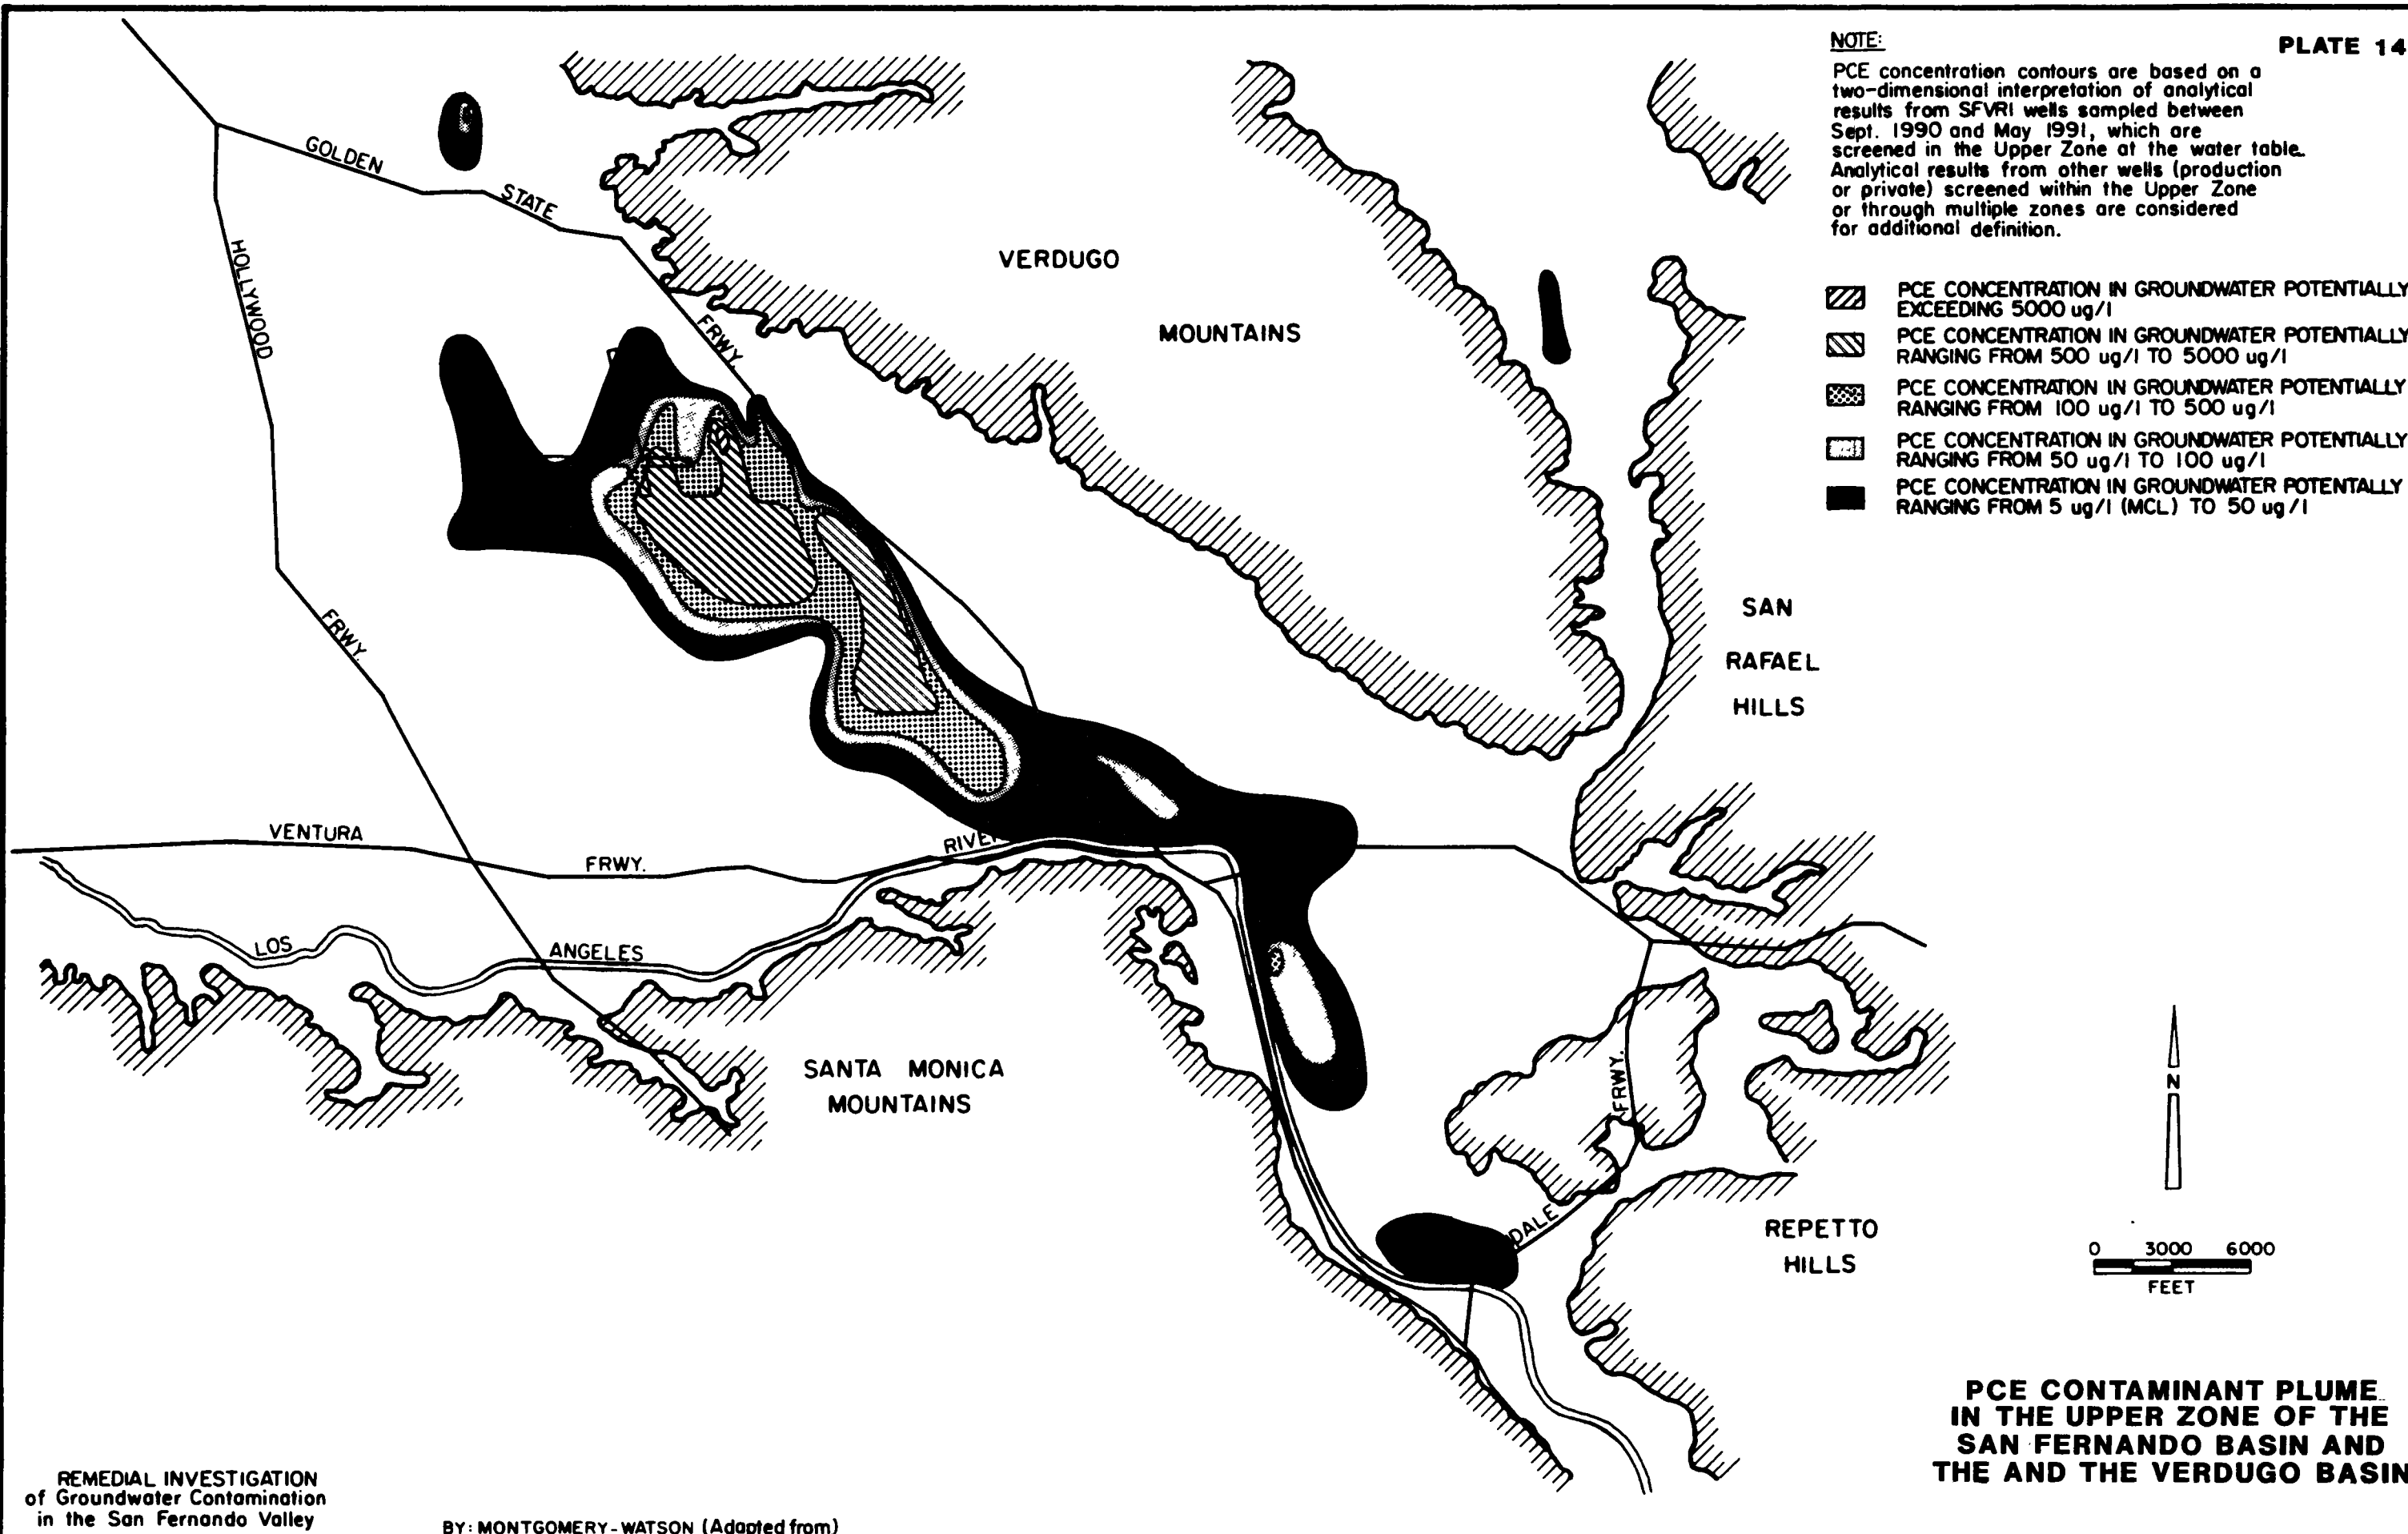 NOTE:
PLATE 14
PCE concentration contours are based on a
two-dimensional interpretation of analytical
results from SFVRI wells sampled between
Sept. 1990 and May 1991, which are
screened in the Upper Zone at the water table.
Analytical results from other wells (production
or private) screened within the Upper Zone
or through multiple zones are considered
for additional definition.
PCE CONCENTRATION IN GROUNDWATER POTENTIALLY
EXCEEDING 5000 ug/l
PCE CONCENTRATION IN GROUNDWATER POTENTIALLY
RANGING FROM 500 ug/l TO 5000 ug/l
PCE CONCENTRATION IN GROUNDWATER POTENTIALLY
RANGING FROM 100 ug/l TO 500 ug/l
PCE CONCENTRATION IN GROUNDWATER POTENTIALLY
RANGING FROM 50 ug/l TO 100 ug/l
PCE CONCENTRATION IN GROUNDWATER POTENTALLY
RANGING FROM 5 ug/l (MCL) TO 50 ug/l
GOLDEN
STATE
FRWY.
HOLLYWOOD
FRWY.
VERDUGO
MOUNTAINS
SAN
RAFAEL
HILLS
VENTURA
FRWY.
RIVER
LOS
ANGELES
SANTA MONICA
MOUNTAINS
FRWY.
DALE
REPETTO
HILLS
N
0 3000 6000
FEET
PCE CONTAMINANT PLUME
IN THE UPPER ZONE OF THE
SAN FERNANDO BASIN AND
THE AND THE VERDUGO BASIN
REMEDIAL INVESTIGATION
of Groundwater Contamination
in the San Fernando Valley
BY: MONTGOMERY-WATSON (Adapted from)